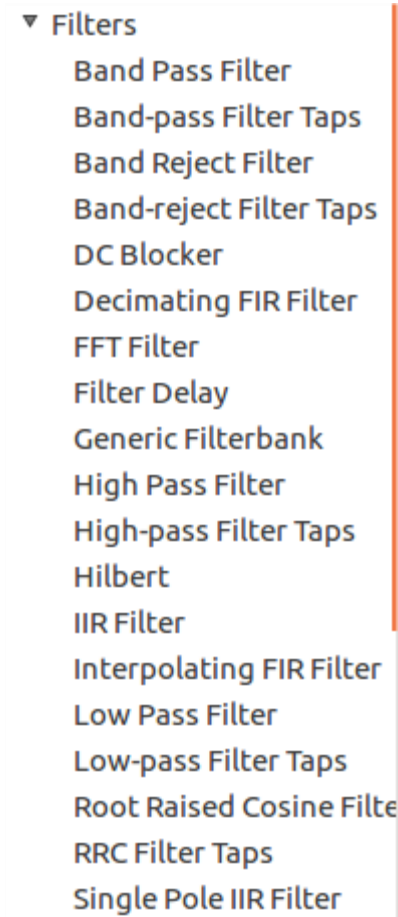 Filters
Band Pass Filter
Band-pass Filter Taps
Band Reject Filter
Band-reject Filter Taps
DC Blocker
Decimating FIR Filter
FFT Filter
Filter Delay
Generic Filterbank
High Pass Filter
High-pass Filter Taps
Hilbert
IIR Filter
Interpolating FIR Filter
Low Pass Filter
Low-pass Filter Taps
Root Raised Cosine Filte
RRC Filter Taps
Single Pole IIR Filter